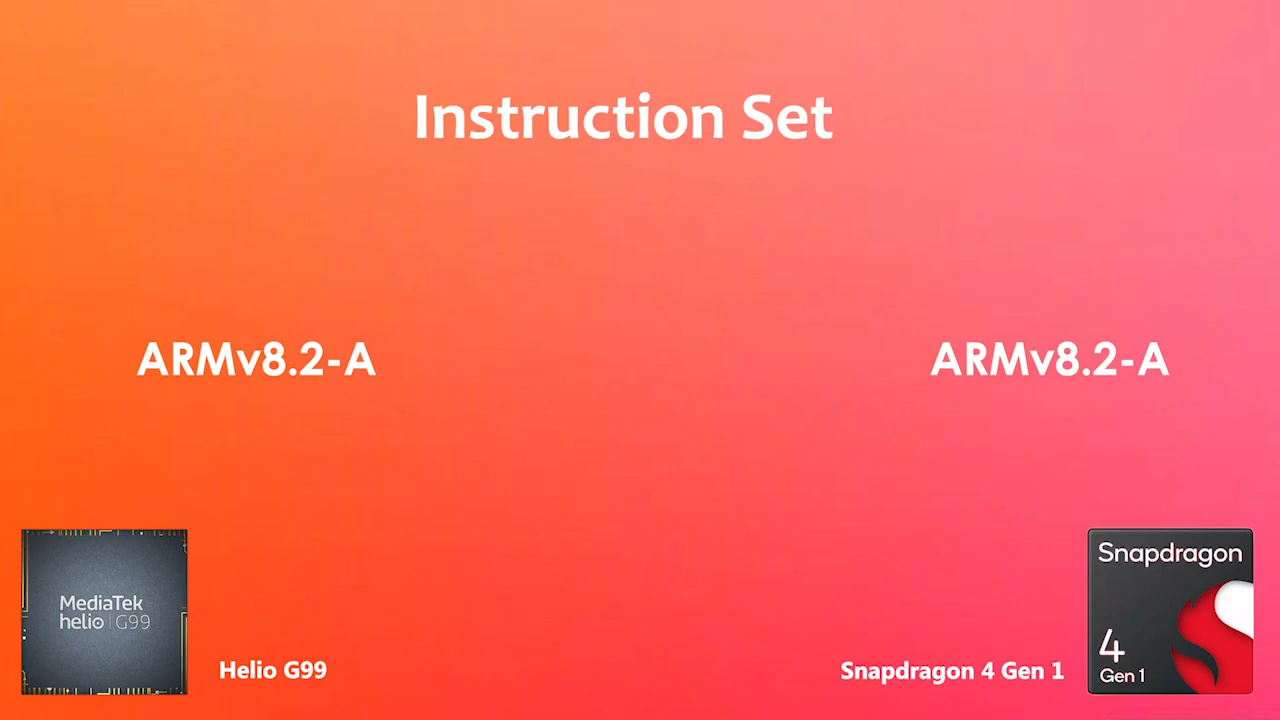 Instruction Set
ARMv8.2-A
ARMv8.2-A
MediaTek
helio G99
Helio G99
Snapdragon 4 Gen 1
Snapdragon
4
Gen 1